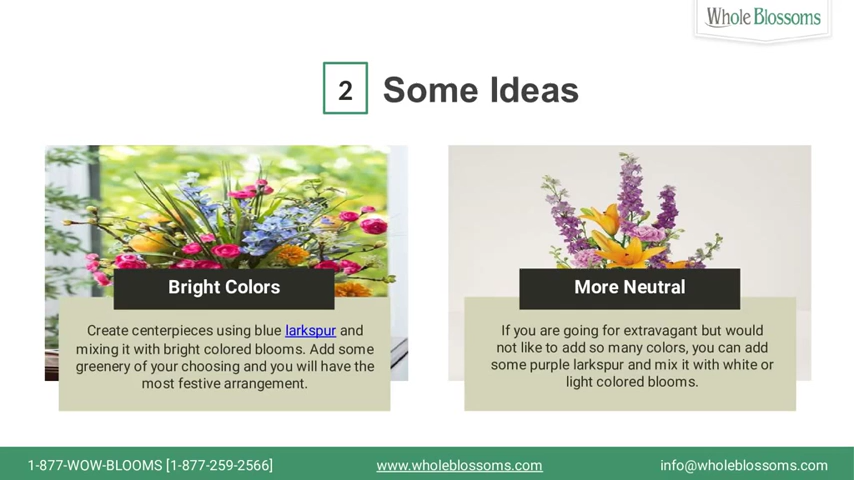 Whole Blossoms
2 Some Ideas
Bright Colors
Create centerpieces using blue larkspur and
mixing it with bright colored blooms. Add some
greenery of your choosing and you will have the
most festive arrangement.
More Neutral
If you are going for extravagant but would
not like to add so many colors, you can add
some purple larkspur and mix it with white or
light colored blooms.
1-877-WOW-BLOOMS [1-877-259-2566]
www.wholeblossoms.com
info@wholeblossoms.com